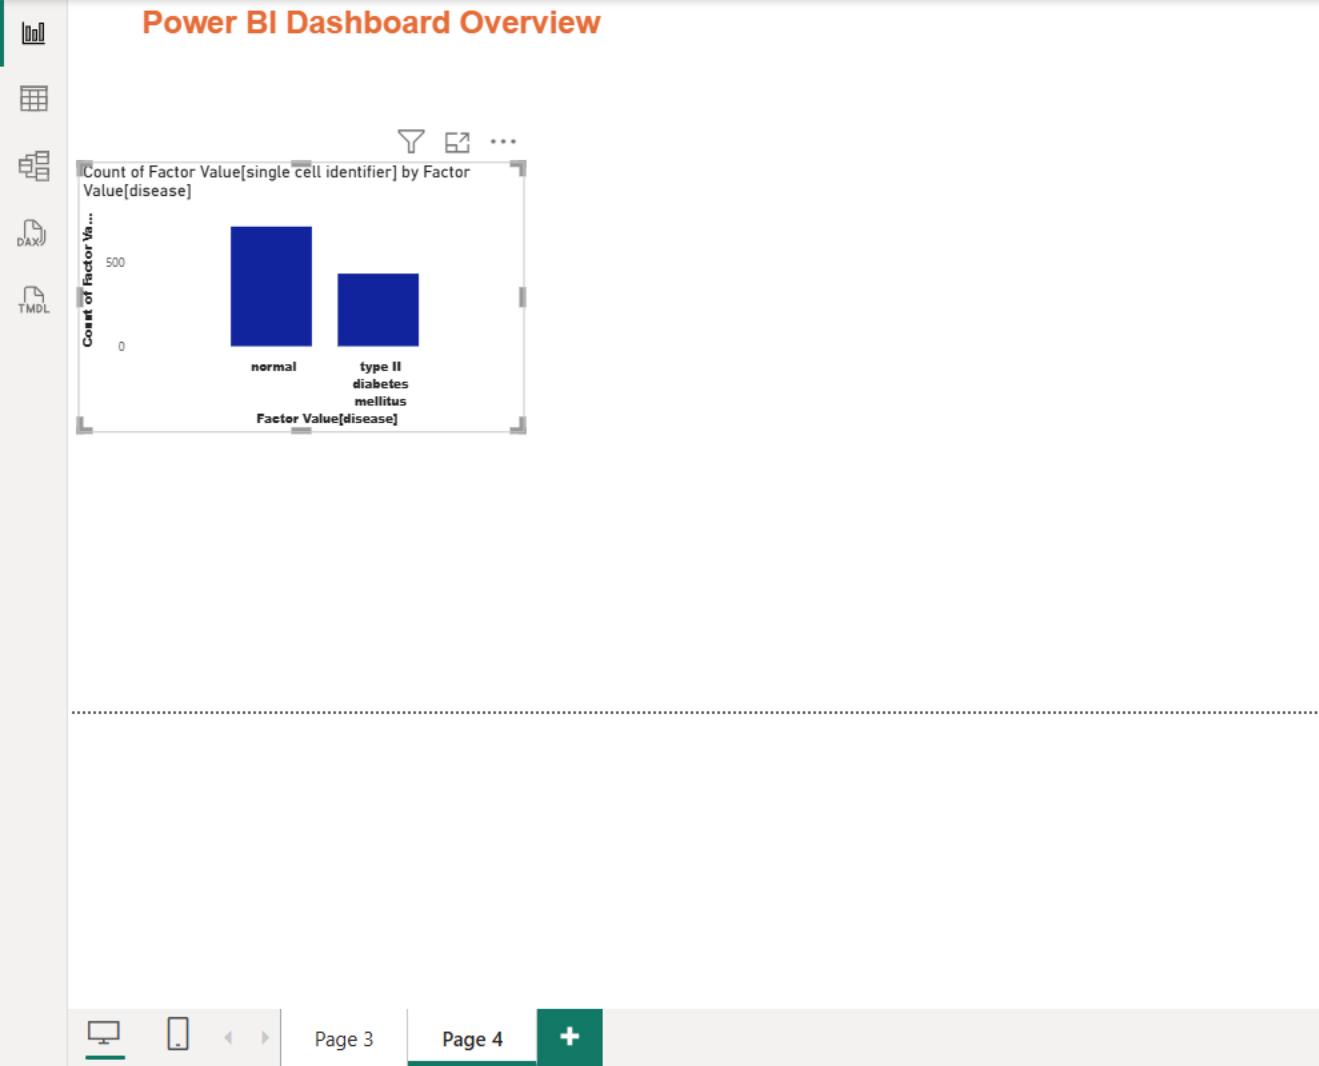 Power BI Dashboard Overview
DAX
TMDL
Count of Factor Value[single cell identifier] by Factor
Value[disease]
Count of Factor Va...
500
0
normal
type II
diabetes
mellitus
Factor Value[disease]
Page 3
Page 4